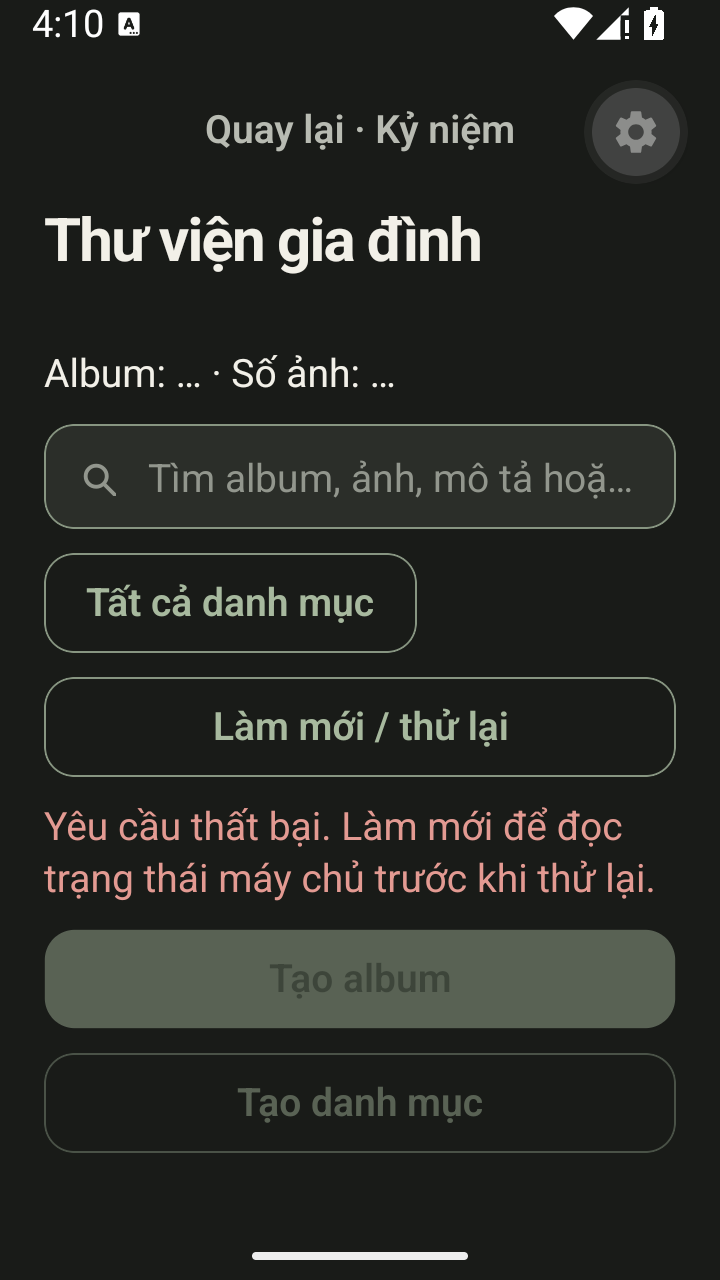 4:10
Quay lại · Kỷ niệm
Thư viện gia đình
Album: … · Số ảnh: …
Tìm album, ảnh, mô tả hoặ…
Tất cả danh mục
Làm mới / thử lại
Yêu cầu thất bại. Làm mới để đọc
trạng thái máy chủ trước khi thử lại.
Tạo album
Tạo danh mục